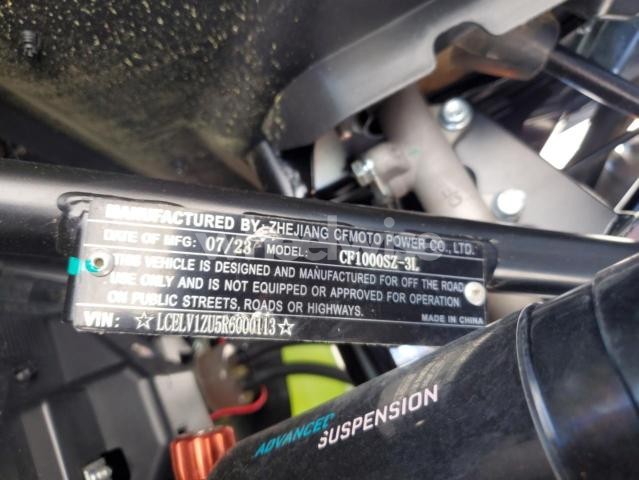 MANUFACTURED BY: ZHEJIANG CFMOTO POWER CO., LTD.
DATE OF MFG: 07/23 MODEL: CF1000SZ-3L
THIS VEHICLE IS DESIGNED AND MANUFACTURED FOR OFF THE ROAD
USE ONLY AND IS NOT EQUIPPED OR APPROVED FOR OPERATION
ON PUBLIC STREETS, ROADS OR HIGHWAYS.
MADE IN CHINA
VIN: ☆LCELV1ZU5R6000113☆
ADVANCED
SUSPENSION